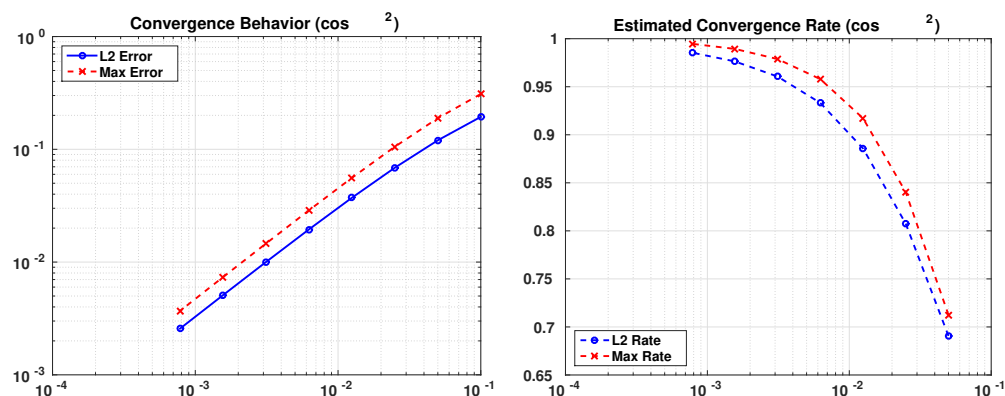 Convergence Behavior (cos ²)
10⁰
L2 Error
Max Error
10⁻¹
10⁻²
10⁻³
10⁻⁴ 10⁻³ 10⁻² 10⁻¹
Estimated Convergence Rate (cos ²)
1
0.95
0.9
0.85
0.8
0.75
0.7
L2 Rate
Max Rate
0.65
10⁻⁴ 10⁻³ 10⁻² 10⁻¹